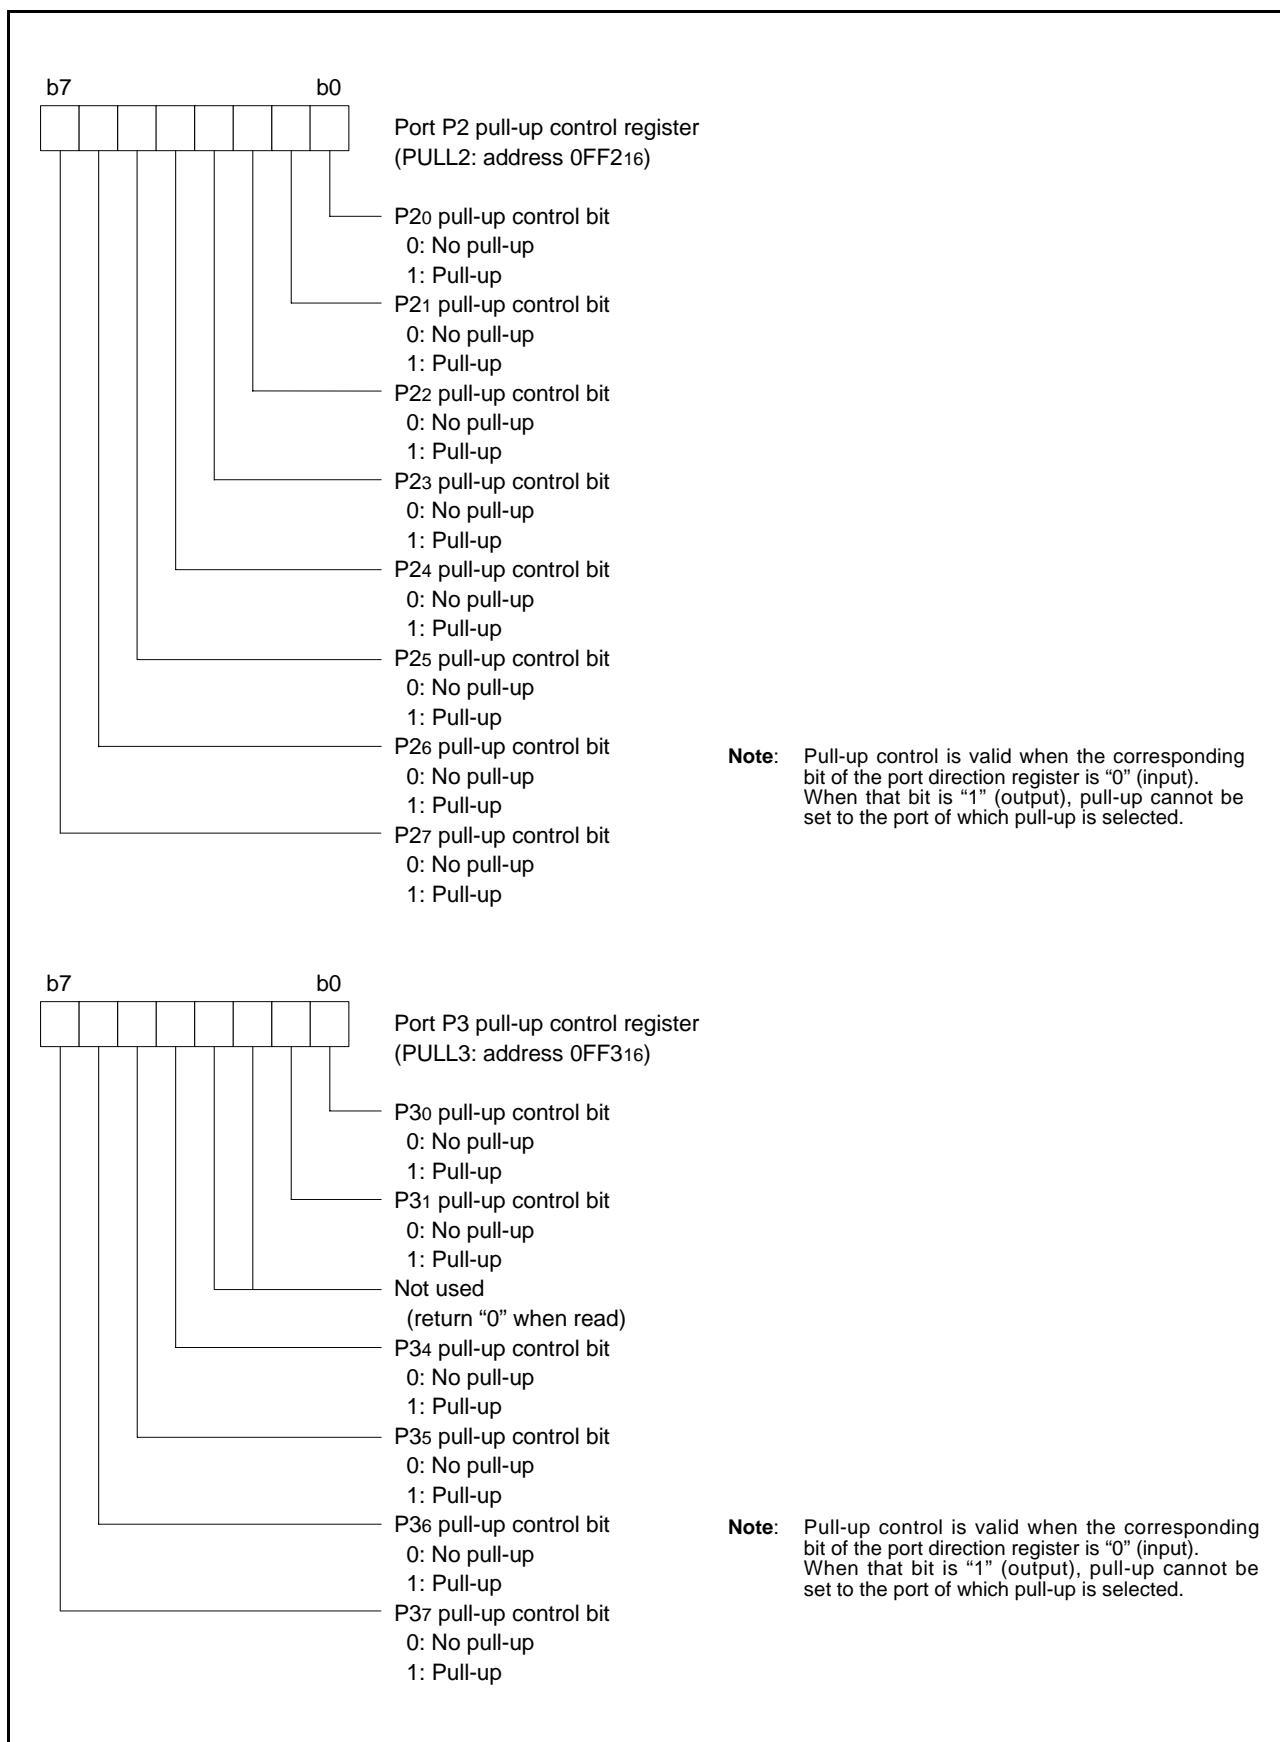 b7 b0
Port P2 pull-up control register
(PULL2: address 0FF216)
P20 pull-up control bit
0: No pull-up
1: Pull-up
P21 pull-up control bit
0: No pull-up
1: Pull-up
P22 pull-up control bit
0: No pull-up
1: Pull-up
P23 pull-up control bit
0: No pull-up
1: Pull-up
P24 pull-up control bit
0: No pull-up
1: Pull-up
P25 pull-up control bit
0: No pull-up
1: Pull-up
P26 pull-up control bit
0: No pull-up
1: Pull-up
P27 pull-up control bit
0: No pull-up
1: Pull-up
Note: Pull-up control is valid when the corresponding
bit of the port direction register is “0” (input).
When that bit is “1” (output), pull-up cannot be
set to the port of which pull-up is selected.
b7 b0
Port P3 pull-up control register
(PULL3: address 0FF316)
P30 pull-up control bit
0: No pull-up
1: Pull-up
P31 pull-up control bit
0: No pull-up
1: Pull-up
Not used
(return “0” when read)
P34 pull-up control bit
0: No pull-up
1: Pull-up
P35 pull-up control bit
0: No pull-up
1: Pull-up
P36 pull-up control bit
0: No pull-up
1: Pull-up
P37 pull-up control bit
0: No pull-up
1: Pull-up
Note: Pull-up control is valid when the corresponding
bit of the port direction register is “0” (input).
When that bit is “1” (output), pull-up cannot be
set to the port of which pull-up is selected.